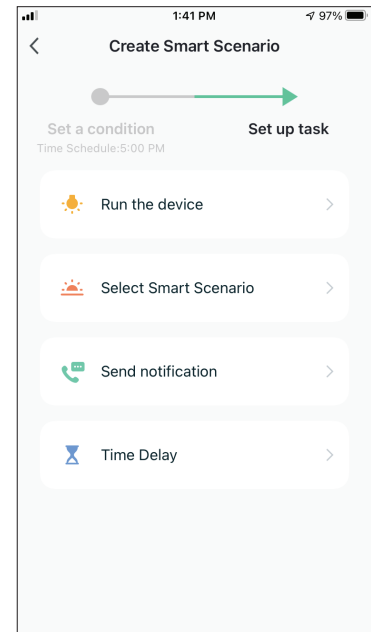 1:41 PM 97%
Create Smart Scenario
Set a condition Set up task
Time Schedule:5:00 PM
Run the device
Select Smart Scenario
Send notification
Time Delay